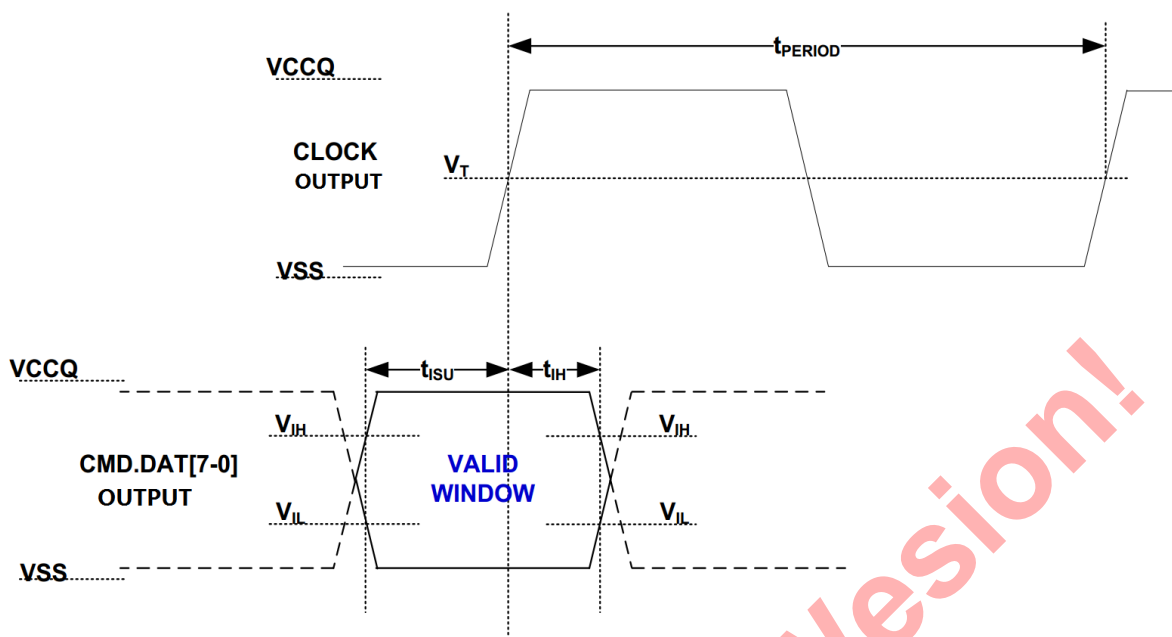 tPERIOD
VCCQ
CLOCK
OUTPUT
VT
VSS
VCCQ
tISU
tIH
VIH
VIH
CMD.DAT[7-0]
OUTPUT
VALID
WINDOW
VIL
VIL
VSS
Vesion!